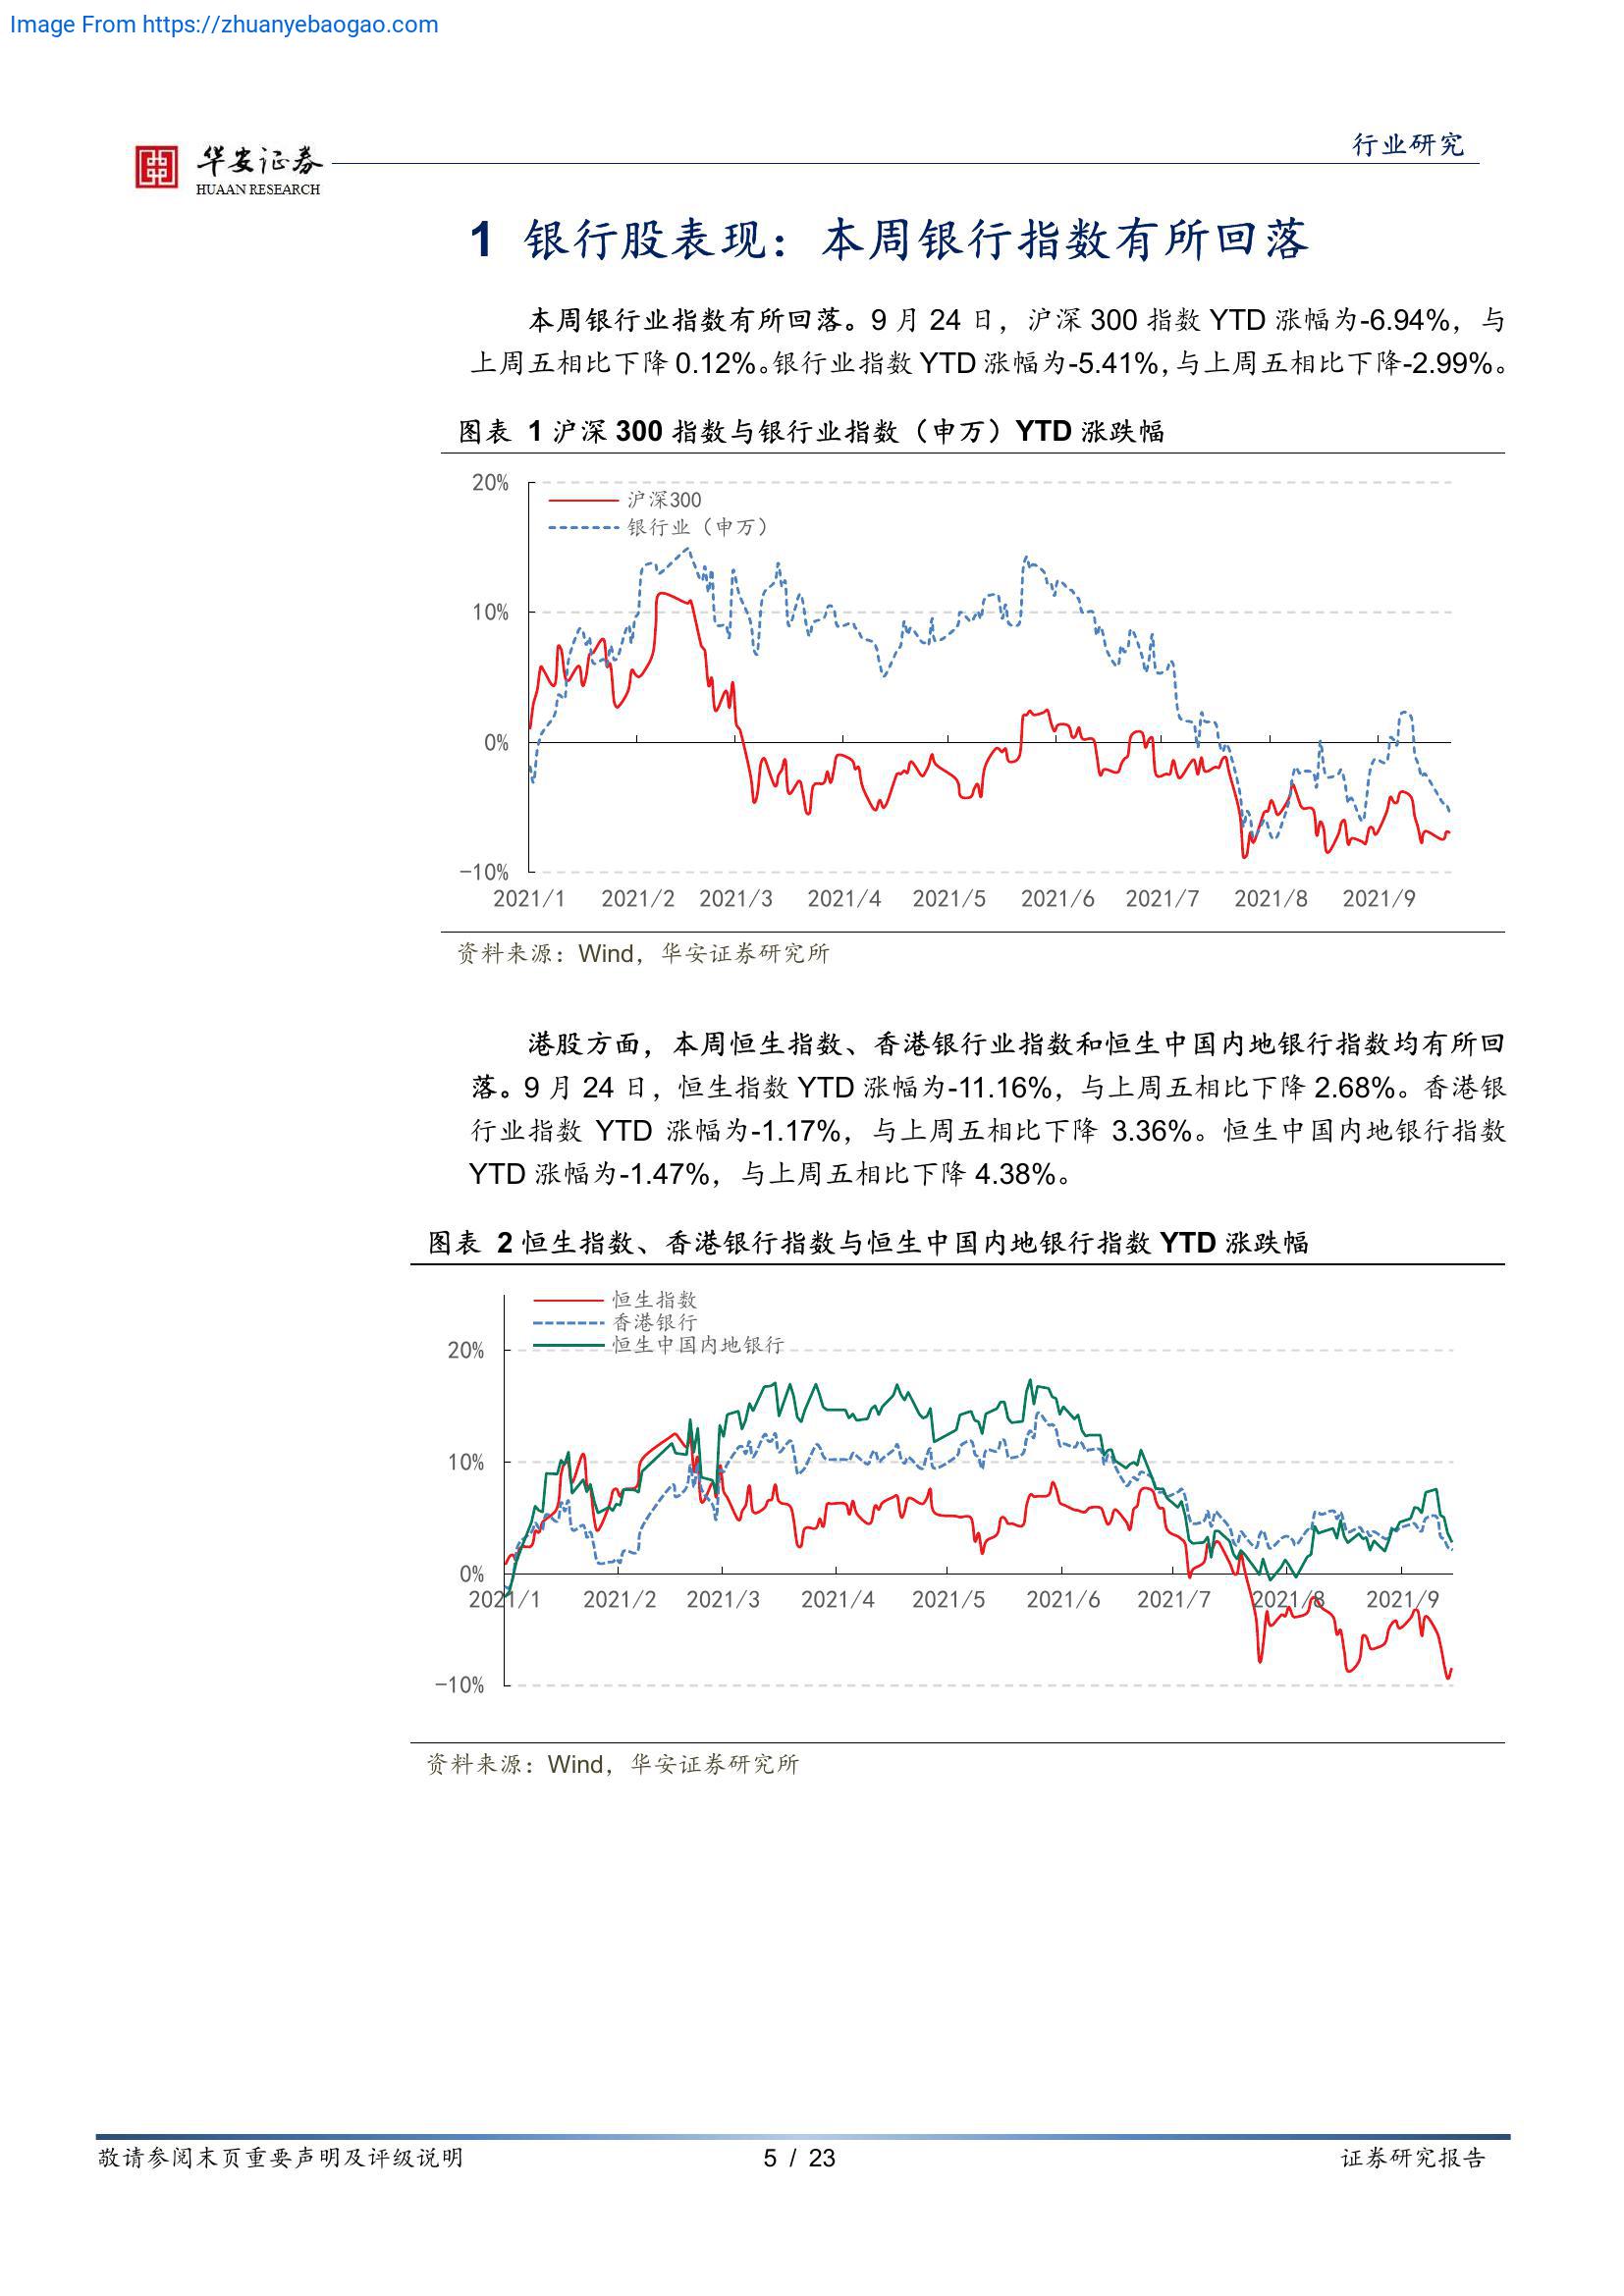 Image From https://zhuanyebaogao.com
行业研究
华安证券
HUAAN RESEARCH
1 银行股表现：本周银行指数有所回落
本周银行业指数有所回落。9 月 24 日，沪深 300 指数 YTD 涨幅为-6.94%，与
上周五相比下降 0.12%。银行业指数 YTD 涨幅为-5.41%，与上周五相比下降-2.99%。
图表 1 沪深 300 指数与银行业指数（申万）YTD 涨跌幅
20%
沪深300
银行业（申万）
10%
0%
-10%
2021/1 2021/2 2021/3 2021/4 2021/5 2021/6 2021/7 2021/8 2021/9
资料来源：Wind，华安证券研究所
港股方面，本周恒生指数、香港银行业指数和恒生中国内地银行指数均有所回
落。9 月 24 日，恒生指数 YTD 涨幅为-11.16%，与上周五相比下降 2.68%。香港银
行业指数 YTD 涨幅为-1.17%，与上周五相比下降 3.36%。恒生中国内地银行指数
YTD 涨幅为-1.47%，与上周五相比下降 4.38%。
图表 2 恒生指数、香港银行指数与恒生中国内地银行指数 YTD 涨跌幅
恒生指数
香港银行
恒生中国内地银行
20%
10%
0%
2021/1 2021/2 2021/3 2021/4 2021/5 2021/6 2021/7 2021/8 2021/9
-10%
资料来源：Wind，华安证券研究所
敬请参阅末页重要声明及评级说明
5 / 23
证券研究报告